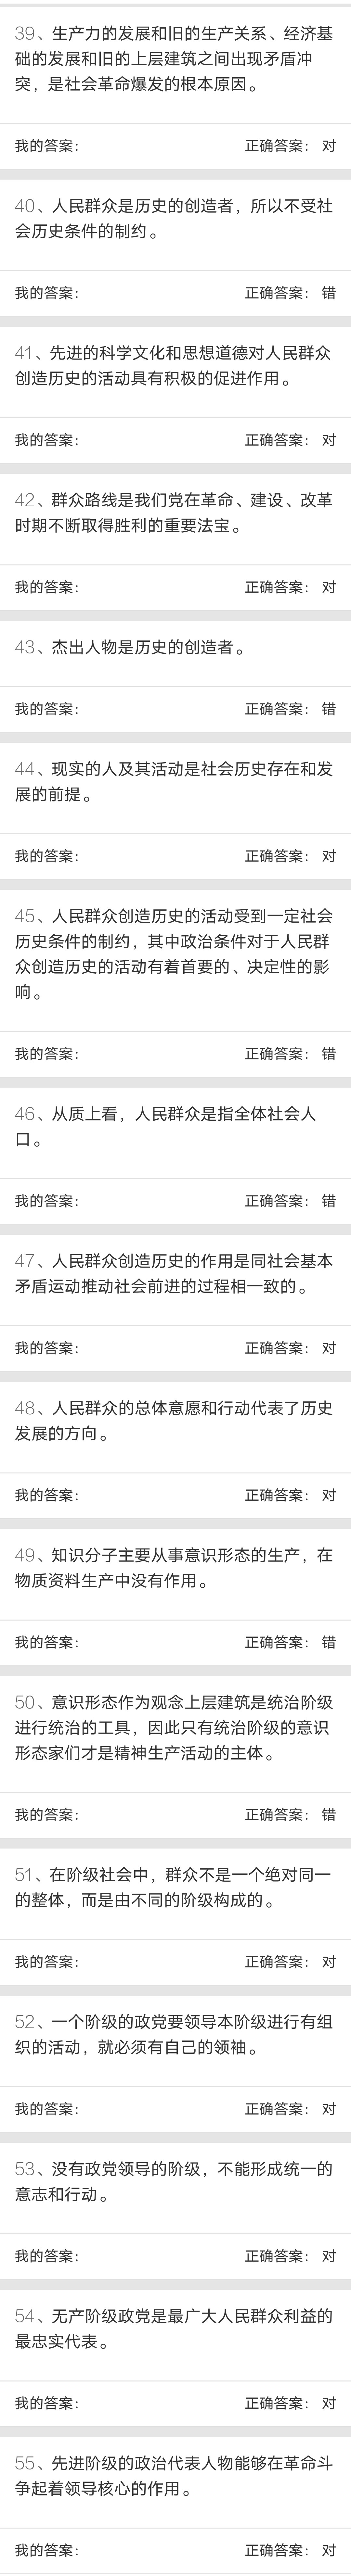 39、生产力的发展和旧的生产关系、经济基
础的发展和旧的上层建筑之间出现矛盾冲
突，是社会革命爆发的根本原因。
我的答案： 正确答案： 对
40、人民群众是历史的创造者，所以不受社
会历史条件的制约。
我的答案： 正确答案： 错
41、先进的科学文化和思想道德对人民群众
创造历史的活动具有积极的促进作用。
我的答案： 正确答案： 对
42、群众路线是我们党在革命、建设、改革
时期不断取得胜利的重要法宝。
我的答案： 正确答案： 对
43、杰出人物是历史的创造者。
我的答案： 正确答案： 错
44、现实的人及其活动是社会历史存在和发
展的前提。
我的答案： 正确答案： 对
45、人民群众创造历史的活动受到一定社会
历史条件的制约，其中政治条件对于人民群
众创造历史的活动有着首要的、决定性的影
响。
我的答案： 正确答案： 错
46、从质上看，人民群众是指全体社会人
口。
我的答案： 正确答案： 错
47、人民群众创造历史的作用是同社会基本
矛盾运动推动社会前进的过程相一致的。
我的答案： 正确答案： 对
48、人民群众的总体意愿和行动代表了历史
发展的方向。
我的答案： 正确答案： 对
49、知识分子主要从事意识形态的生产，在
物质资料生产中没有作用。
我的答案： 正确答案： 错
50、意识形态作为观念上层建筑是统治阶级
进行统治的工具，因此只有统治阶级的意识
形态家们才是精神生产活动的主体。
我的答案： 正确答案： 错
51、在阶级社会中，群众不是一个绝对同一
的整体，而是由不同的阶级构成的。
我的答案： 正确答案： 对
52、一个阶级的政党要领导本阶级进行有组
织的活动，就必须有自己的领袖。
我的答案： 正确答案： 对
53、没有政党领导的阶级，不能形成统一的
意志和行动。
我的答案： 正确答案： 对
54、无产阶级政党是最广大人民群众利益的
最忠实代表。
我的答案： 正确答案： 对
55、先进阶级的政治代表人物能够在革命斗
争起着领导核心的作用。
我的答案： 正确答案： 对